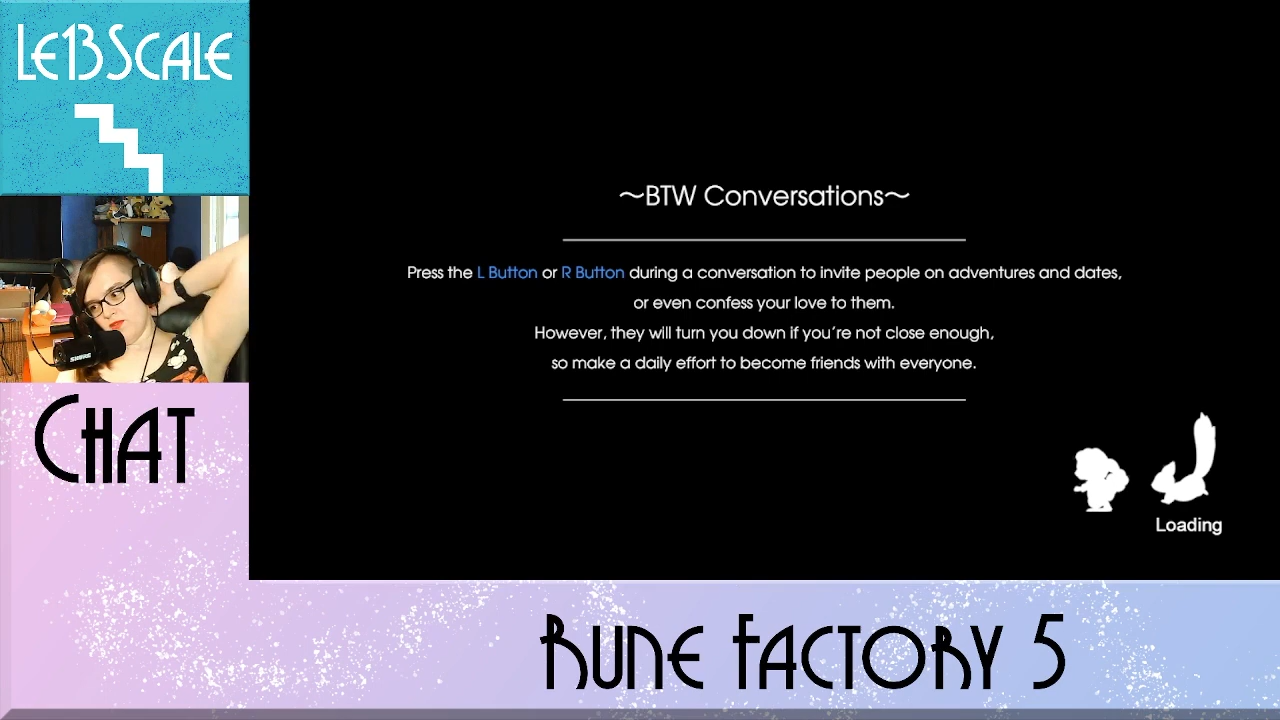 Le13Scale
～BTW Conversations～
Press the L Button or R Button during a conversation to invite people on adventures and dates,
or even confess your love to them.
However, they will turn you down if you're not close enough,
so make a daily effort to become friends with everyone.
SHURE
Chat
Loading
Rune Factory 5